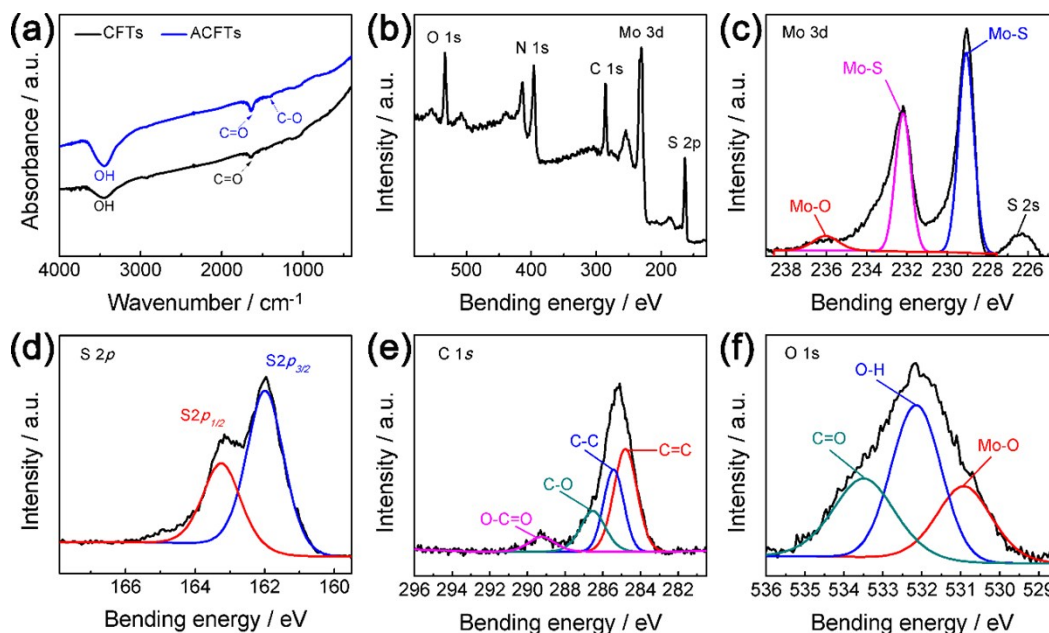 (a)
CFTs
ACFTs
Absorbance / a.u.
C=O
C-O
OH
C=O
OH
4000
3000
2000
1000
Wavenumber / cm⁻¹
(b)
O 1s
N 1s
C 1s
Mo 3d
S 2p
Intensity / a.u.
500
400
300
200
Bending energy / eV
(c)
Mo 3d
Mo-S
Mo-S
Mo-O
S 2s
Intensity / a.u.
238
236
234
232
230
228
226
Bending energy / eV
(d)
S 2p
S2p3/2
S2p1/2
Intensity / a.u.
166
164
162
160
Bending energy / eV
(e)
C 1s
C-C
C=C
C-O
O-C=O
Intensity / a.u.
296
294
292
290
288
286
284
282
Bending energy / eV
(f)
O 1s
O-H
C=O
Mo-O
Intensity / a.u.
536
535
534
533
532
531
530
529
Bending energy / eV